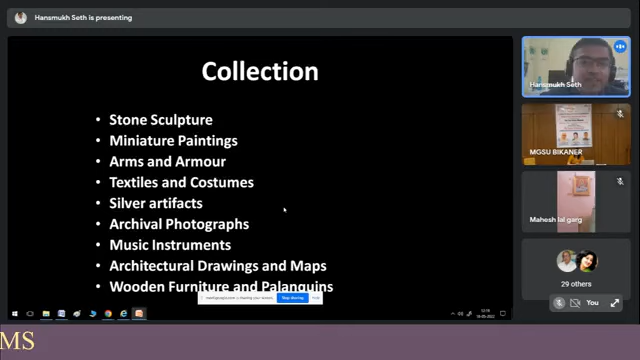 Hansmukh Seth is presenting
Collection
• Stone Sculpture
• Miniature Paintings
• Arms and Armour
• Textiles and Costumes
• Silver artifacts
• Archival Photographs
• Music Instruments
• Architectural Drawings and Maps
• Wooden Furniture and Palanquins
Stop sharing
Hide
Hansmukh Seth
MGSU BIKANER
Mahesh lal garg
29 others
You
MS